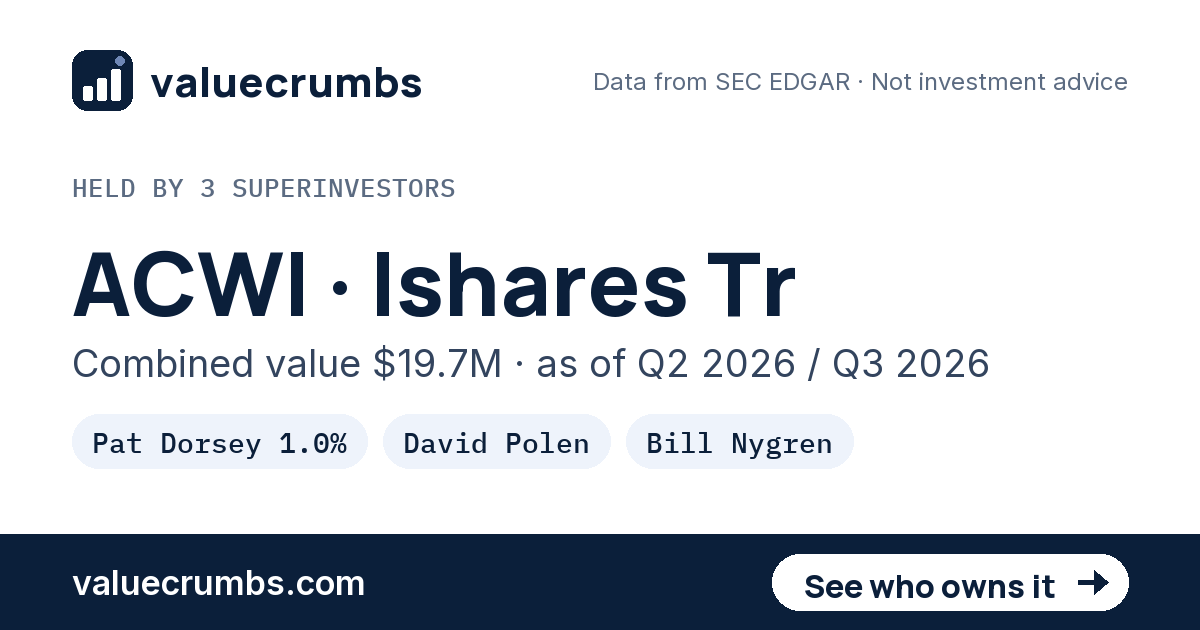 valuecrumbs
Data from SEC EDGAR · Not investment advice
HELD BY 3 SUPERINVESTORS
ACWI · Ishares Tr
Combined value $19.7M · as of Q2 2026 / Q3 2026
Pat Dorsey 1.0% David Polen Bill Nygren
valuecrumbs.com
See who owns it →